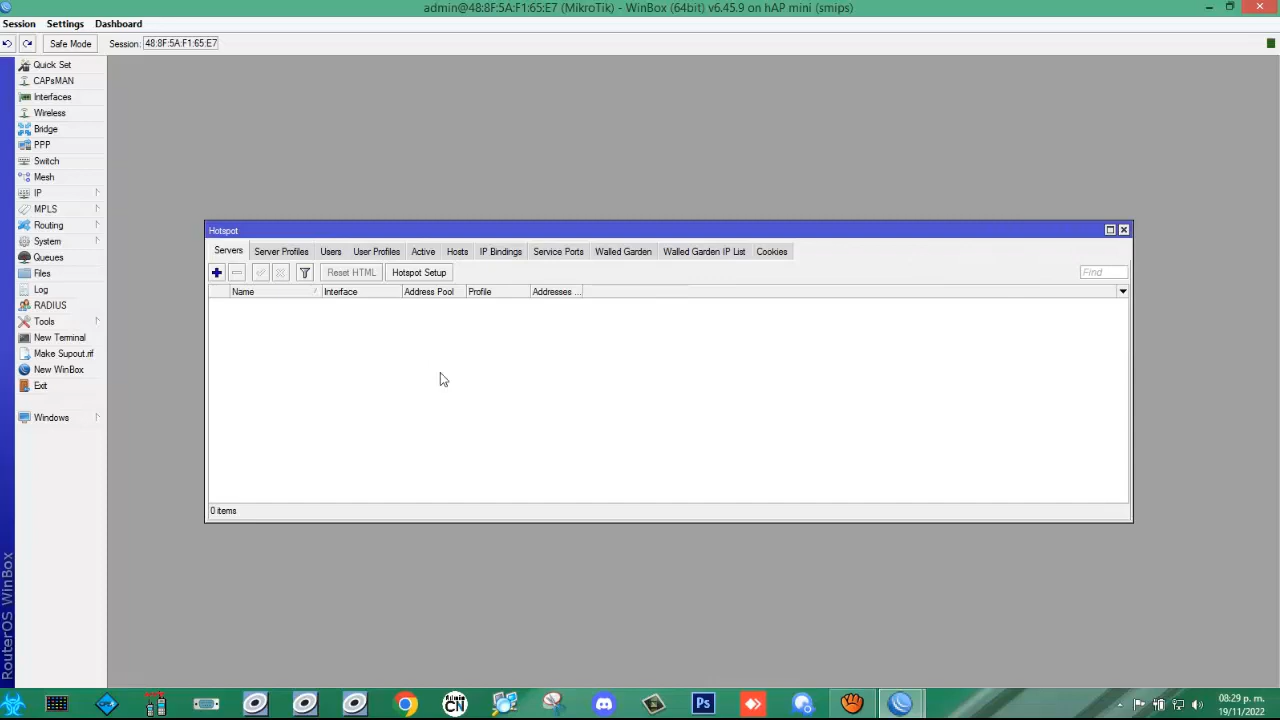 admin@48:8F:5A:F1:65:E7 (MikroTik) - WinBox (64bit) v6.45.9 on hAP mini (smips)
Session Settings Dashboard
Safe Mode Session: 48:8F:5A:F1:65:E7
Quick Set
CAPsMAN
Interfaces
Wireless
Bridge
PPP
Switch
Mesh
IP
MPLS
Routing
System
Queues
Files
Log
RADIUS
Tools
New Terminal
Make Supout.rif
New WinBox
Exit
Windows
RouterOS WinBox
Hotspot
Servers Server Profiles Users User Profiles Active Hosts IP Bindings Service Ports Walled Garden Walled Garden IP List Cookies
Reset HTML Hotspot Setup Find
Name Interface Address Pool Profile Addresses ...
0 items
Admin
CN
Ps
08:29 p. m.
19/11/2022